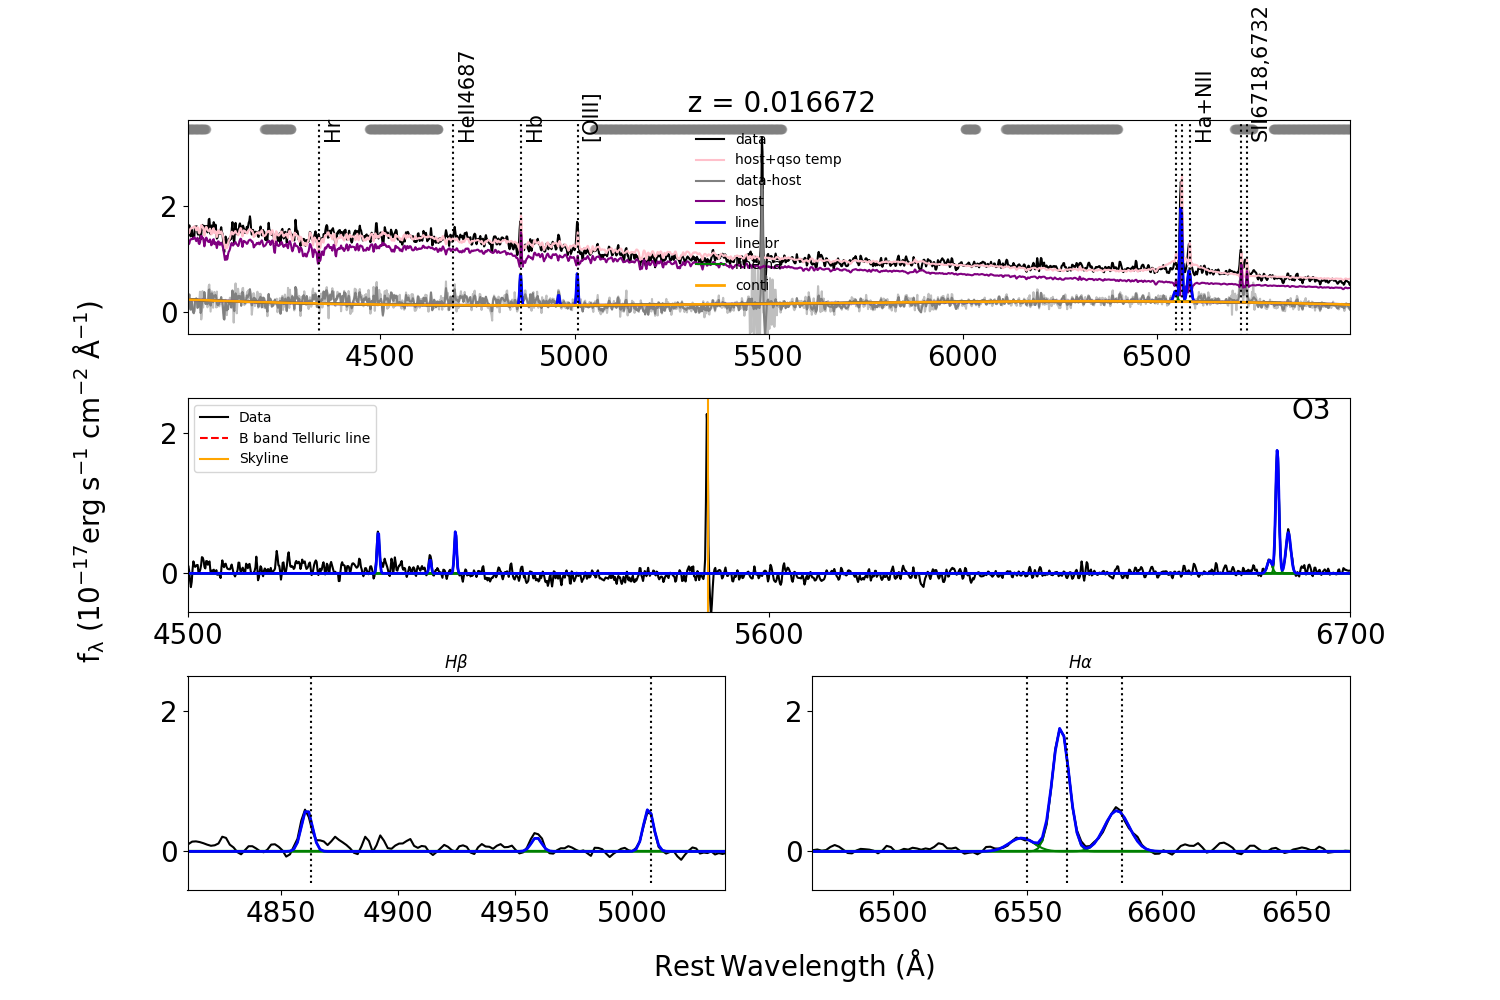 z = 0.016672
Hr
HeII4687
Hb
[OIII]
Ha+NII
SII6718,6732
data
host+qso temp
data-host
host
line
line br
conti
2
0
4500
5000
5500
6000
6500
fλ (10⁻¹⁷erg s⁻¹ cm⁻² Å⁻¹)
O3
Data
B band Telluric line
Skyline
2
0
4500
5600
6700
Hβ
2
0
4850
4900
4950
5000
Hα
2
0
6500
6550
6600
6650
Rest Wavelength (Å)